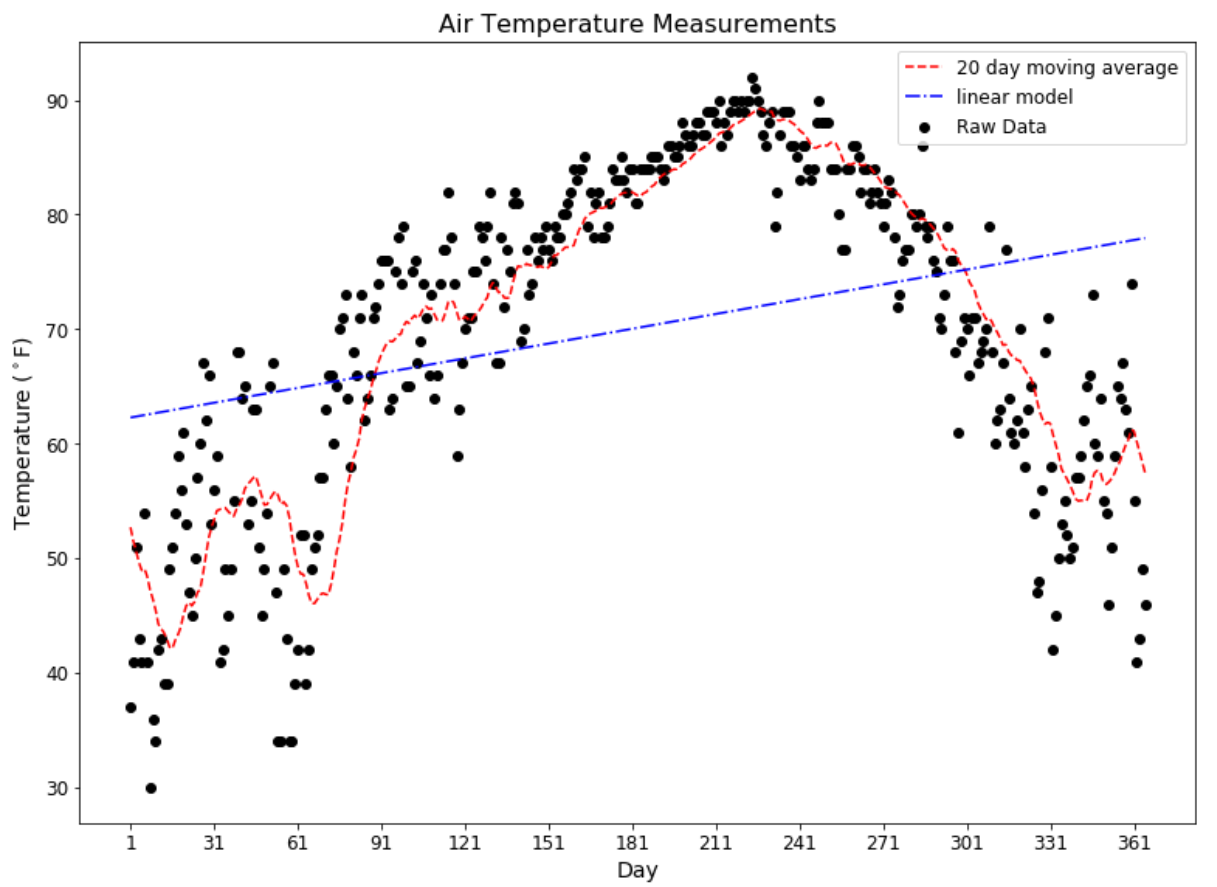 Air Temperature Measurements
20 day moving average
linear model
Raw Data
90
80
70
60
50
40
30
Temperature (°F)
1 31 61 91 121 151 181 211 241 271 301 331 361
Day